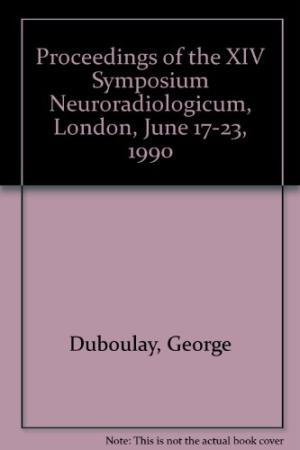 Proceedings of the XIV
Symposium
Neuroradiologicum,
London, June 17-23,
1990
Duboulay, George
Note: This is not the actual book cover